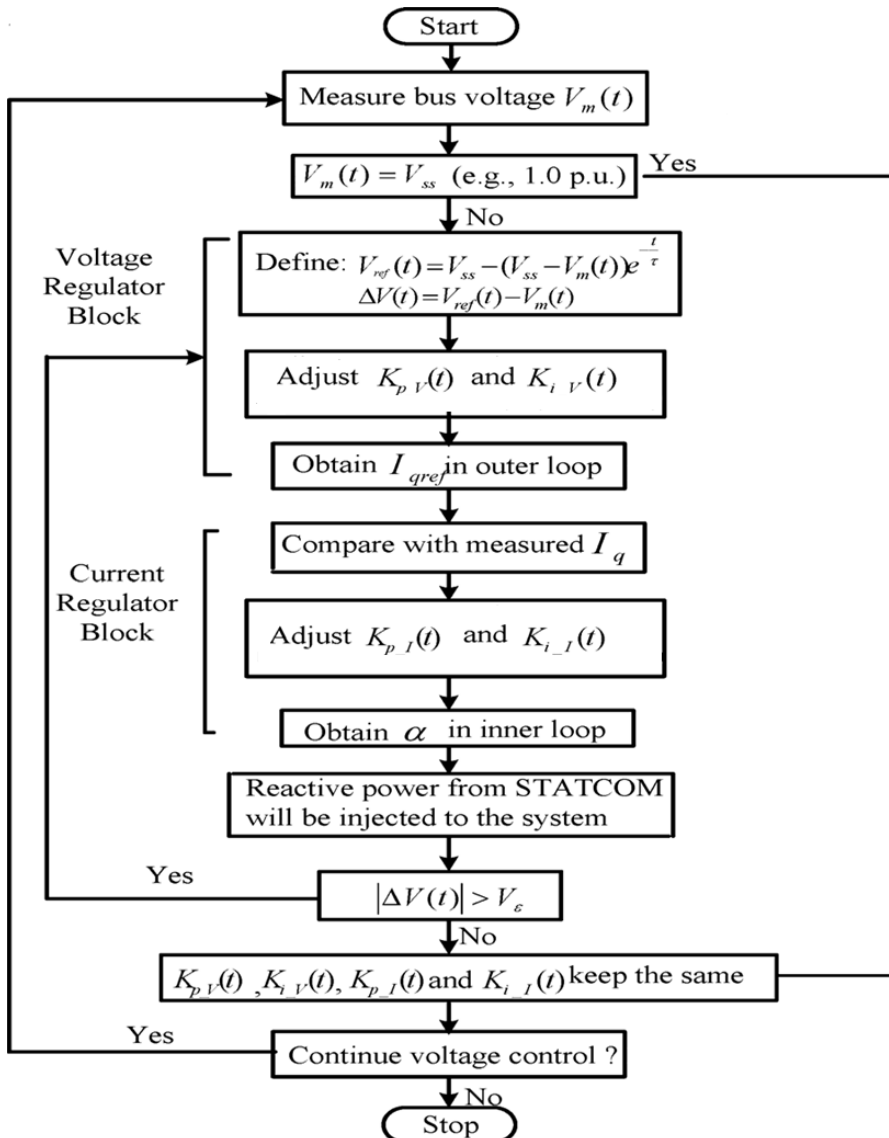 Start
Measure bus voltage V_m(t)
V_m(t) = V_ss (e.g., 1.0 p.u.)
Yes
No
Voltage
Regulator
Block
Define: V_ref(t) = V_ss − (V_ss − V_m(t))e^{−t/τ}
ΔV(t) = V_ref(t) − V_m(t)
Adjust K_p_V(t) and K_i_V(t)
Obtain I_qref in outer loop
Compare with measured I_q
Current
Regulator
Block
Adjust K_p_I(t) and K_i_I(t)
Obtain α in inner loop
Reactive power from STATCOM
will be injected to the system
Yes
|ΔV(t)| > V_ε
No
K_p_V(t) , K_i_V(t), K_p_I(t) and K_i_I(t) keep the same
Yes
Continue voltage control ?
No
Stop